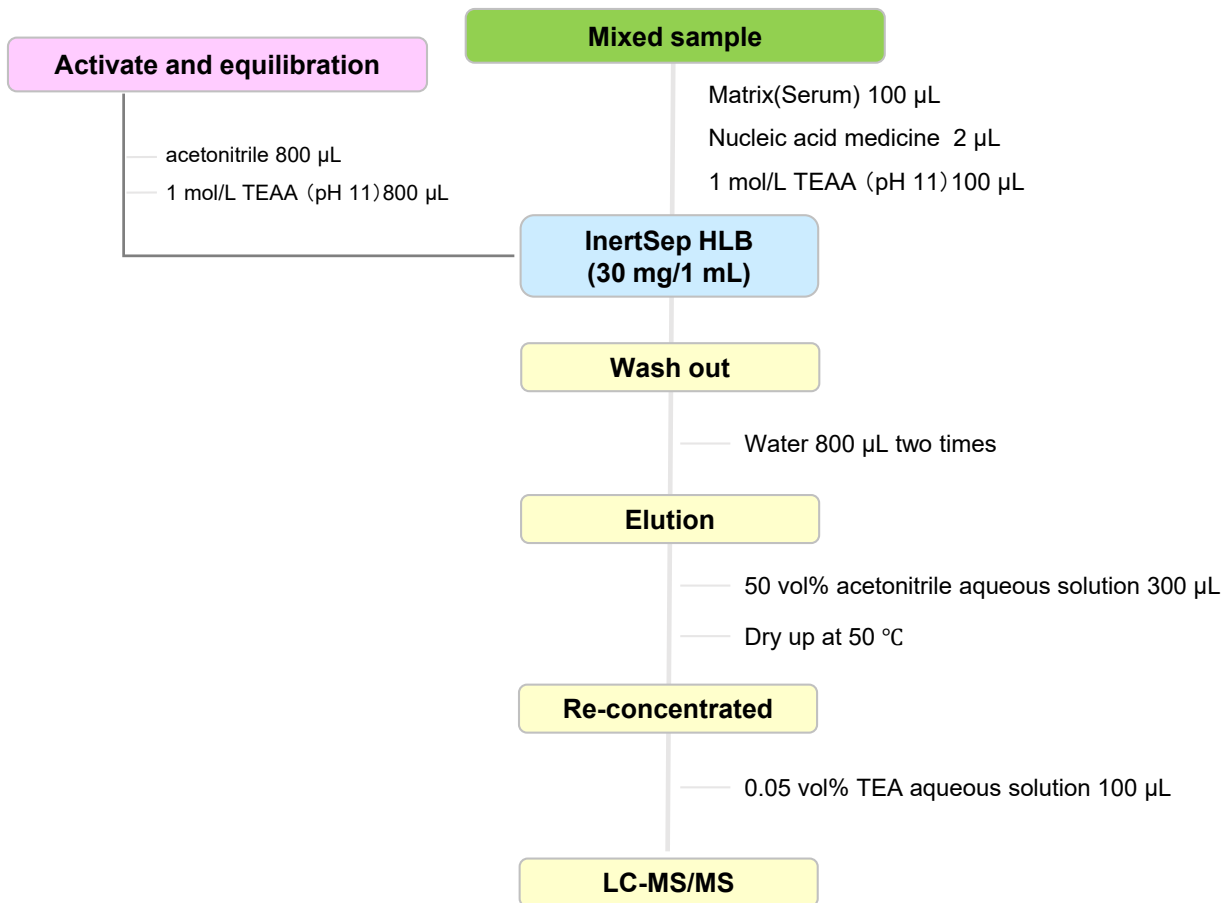 Mixed sample
Activate and equilibration
Matrix(Serum) 100 µL
Nucleic acid medicine  2 µL
1 mol/L TEAA（pH 11）100 µL
acetonitrile 800 µL
1 mol/L TEAA（pH 11）800 µL
InertSep HLB
(30 mg/1 mL)
Wash out
Water 800 µL two times
Elution
50 vol% acetonitrile aqueous solution 300 µL
Dry up at 50 ℃
Re-concentrated
0.05 vol% TEA aqueous solution 100 µL
LC-MS/MS